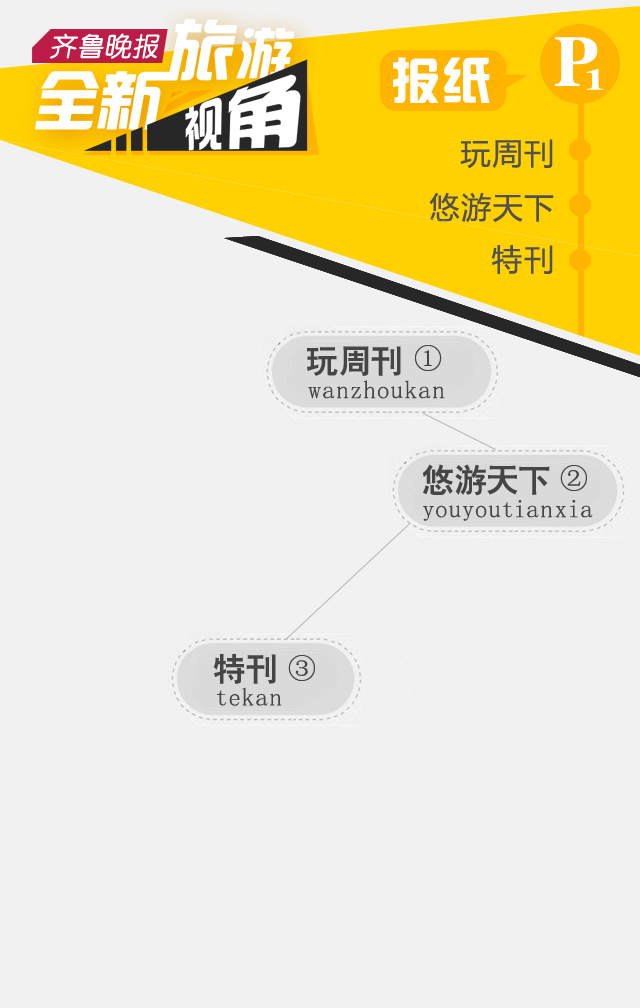 齐鲁晚报
旅游
全新
视角
报纸
P1
玩周刊
悠游天下
特刊
玩周刊 ①
wanzhoukan
悠游天下 ②
youyoutianxia
特刊 ③
tekan